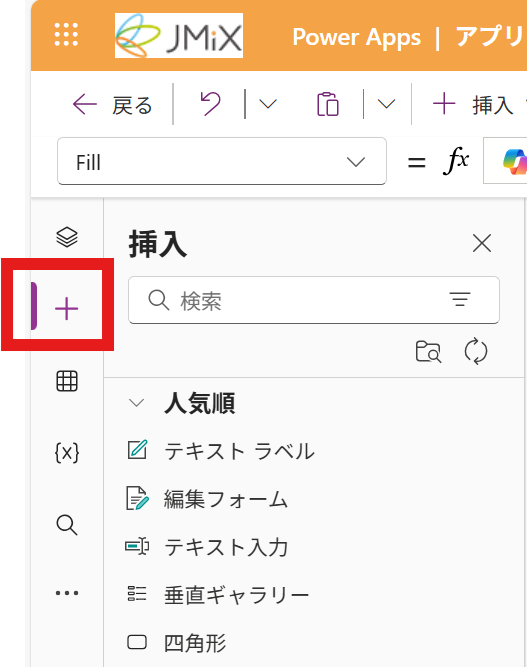 JMiX Power Apps | アプリ
戻る 挿入
Fill = fx
挿入
検索
人気順
テキスト ラベル
編集フォーム
{x} テキスト入力
垂直ギャラリー
四角形